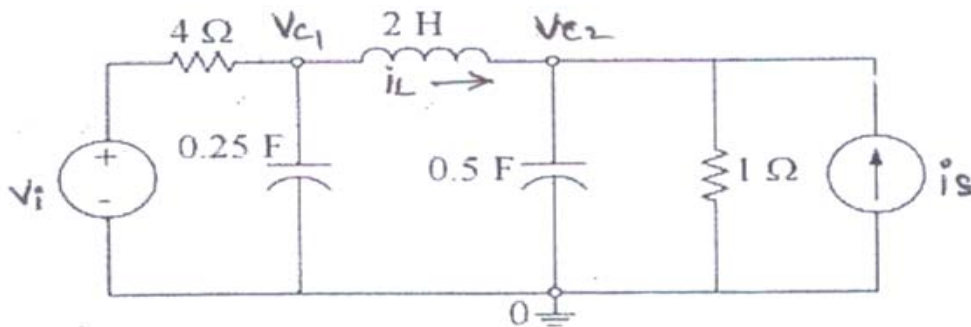 4 Ω Vc1 2 H Vc2
iL
0.25 F 0.5 F 1 Ω
Vi + - is
0